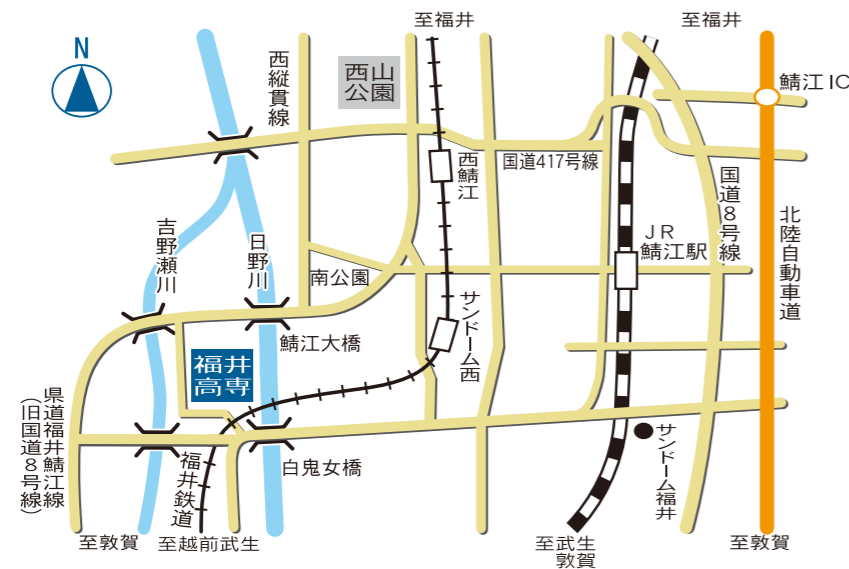 至福井
至福井
N
西山
公園
西縦貫線
鯖江IC
国道417号線
西鯖江
国道8号線
北陸自動車道
吉野瀬川
日野川
JR
鯖江駅
南公園
サンドーム西
鯖江大橋
福井
高専
県道福井鯖江線
(旧国道8号線)
サンドーム福井
福井鉄道
白鬼女橋
至敦賀
至越前武生
至武生
敦賀
至敦賀